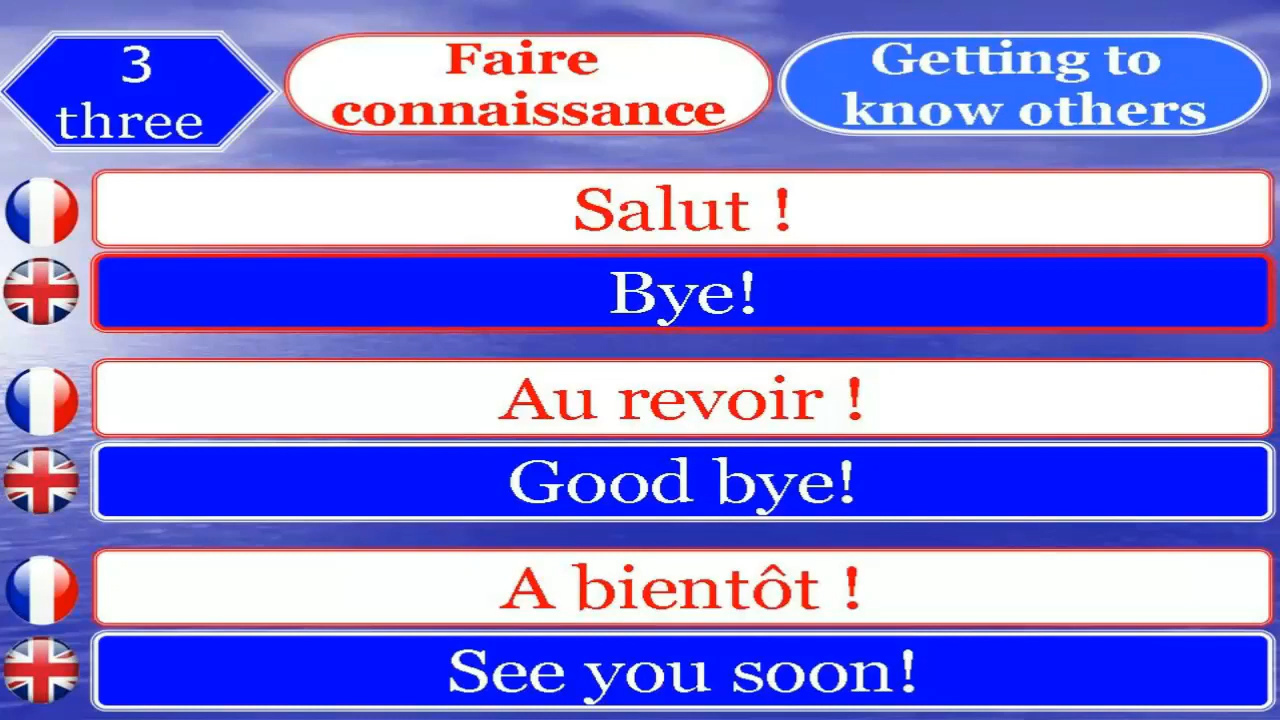 3
three
Faire
connaissance
Getting to
know others
Salut !
Bye!
Au revoir !
Good bye!
A bientôt !
See you soon!